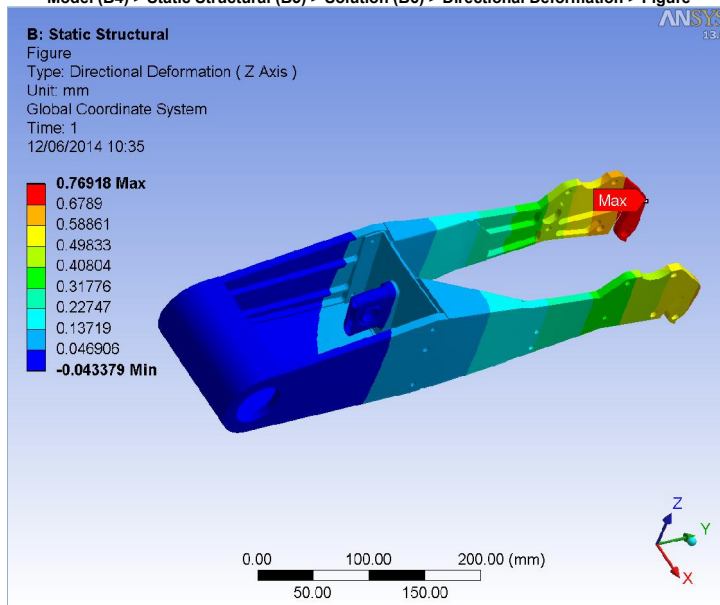 Model (B4) > Static Structural (B5) > Solution (B6) > Directional Deformation > Figure
B: Static Structural
Figure
Type: Directional Deformation ( Z Axis )
Unit: mm
Global Coordinate System
Time: 1
12/06/2014 10:35
0.76918 Max
0.6789
0.58861
0.49833
0.40804
0.31776
0.22747
0.13719
0.046906
-0.043379 Min
Max
Z
Y
X
0.00 100.00 200.00 (mm)
50.00 150.00